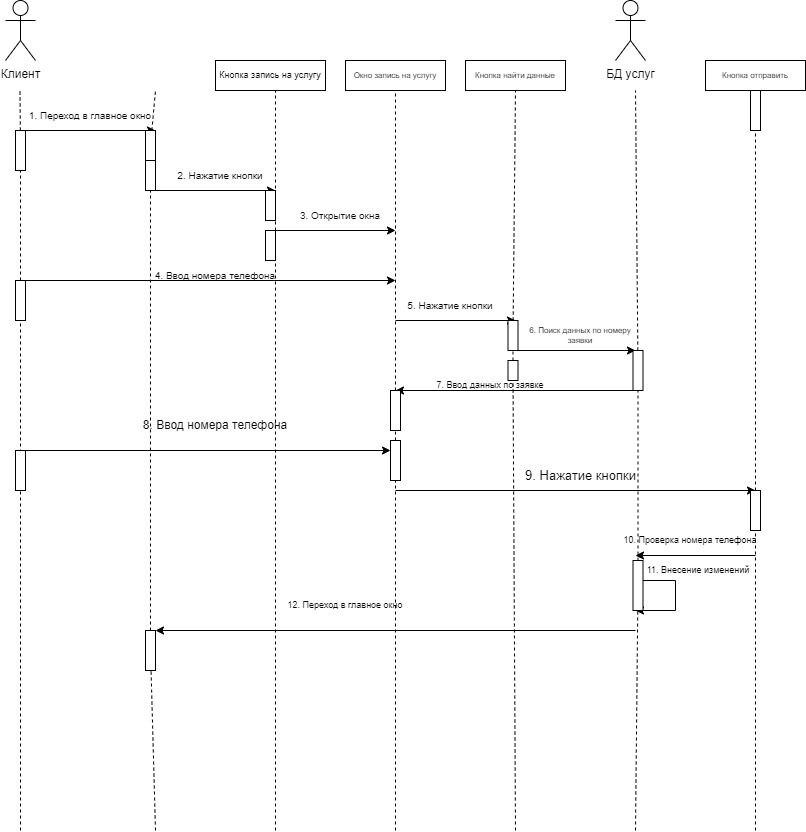 Клиент
Кнопка запись на услугу
Окно запись на услугу
Кнопка найти данные
БД услуг
Кнопка отправить
1. Переход в главное окно
2. Нажатие кнопки
3. Открытие окна
4. Ввод номера телефона
5. Нажатие кнопки
6. Поиск данных по номеру
заявки
7. Ввод данных по заявке
8. Ввод номера телефона
9. Нажатие кнопки
10. Проверка номера телефона
11. Внесение изменений
12. Переход в главное окно